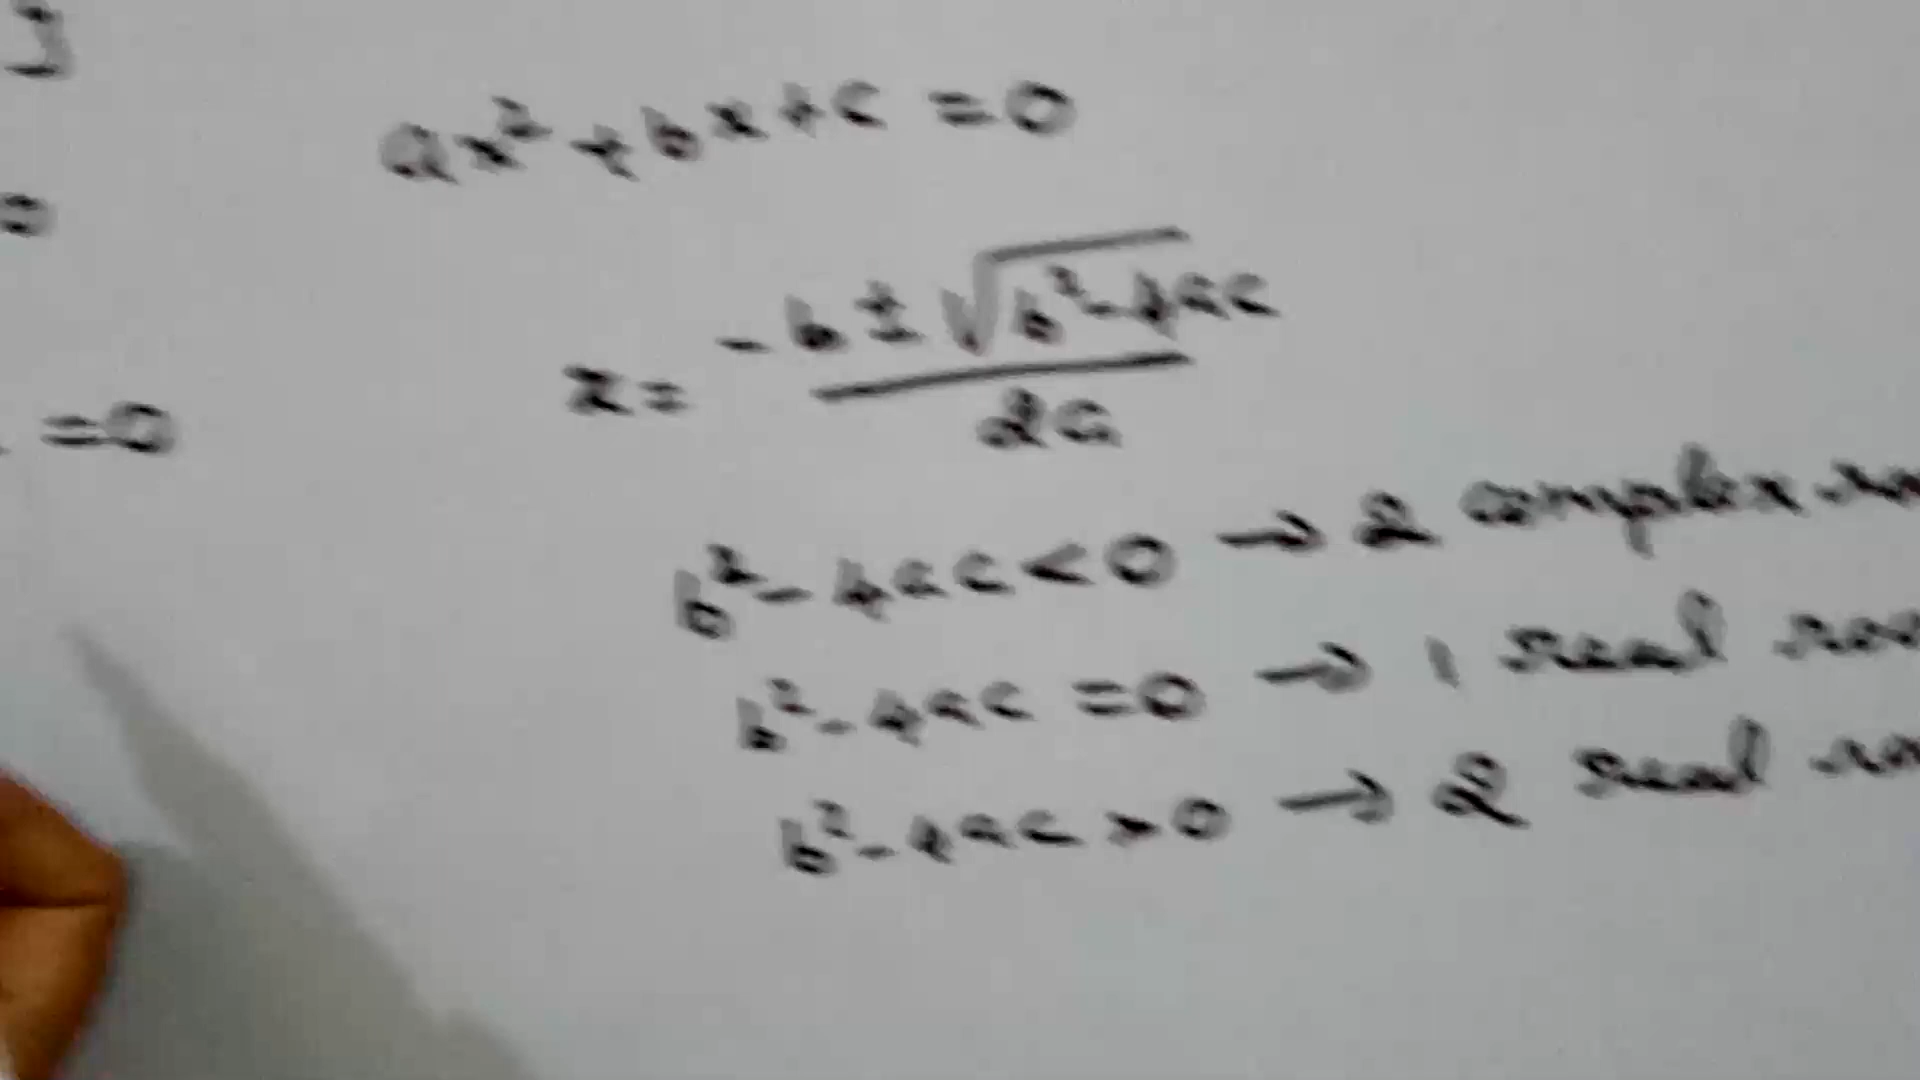 =
=0
ax² + bx + c = 0
x = (-b ± √(b² - 4ac)) / 2a
b² - 4ac < 0 → 2 complex
b² - 4ac = 0 → 1 real
b² - 4ac > 0 → 2 real